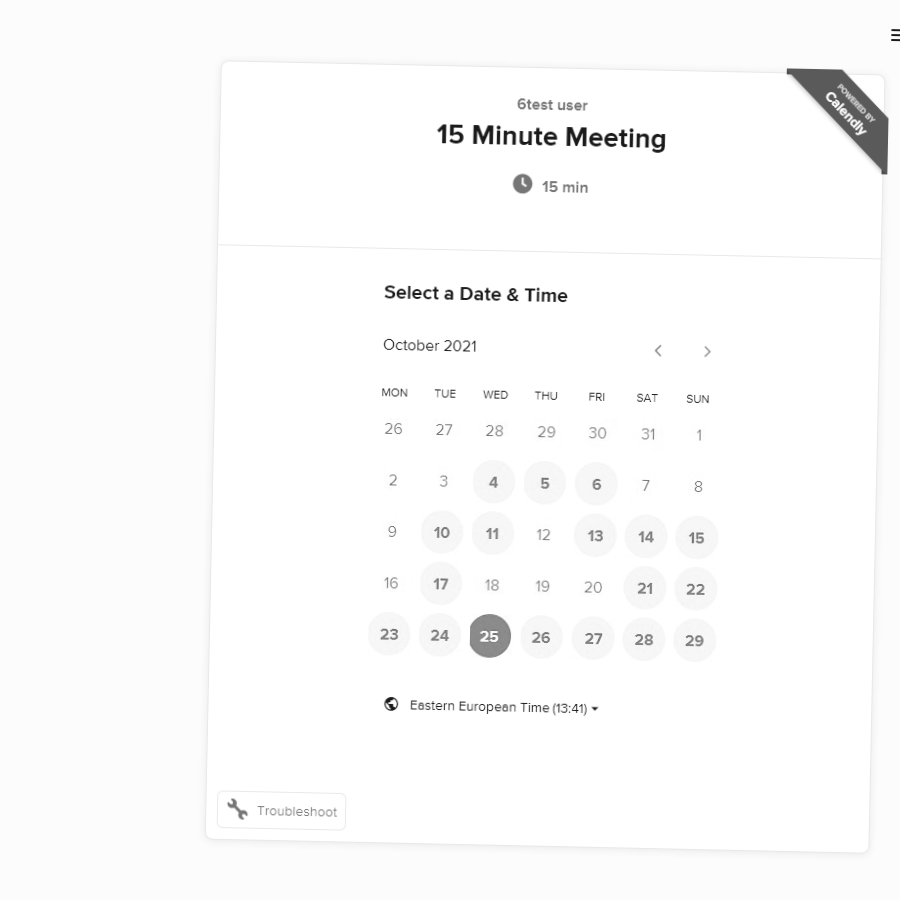 POWERED BY
Calendly
6test user
15 Minute Meeting
15 min
Select a Date & Time
October 2021
MON TUE WED THU FRI SAT SUN
26 27 28 29 30 31 1
2 3 4 5 6 7 8
9 10 11 12 13 14 15
16 17 18 19 20 21 22
23 24 25 26 27 28 29
Eastern European Time (13:41)
Troubleshoot